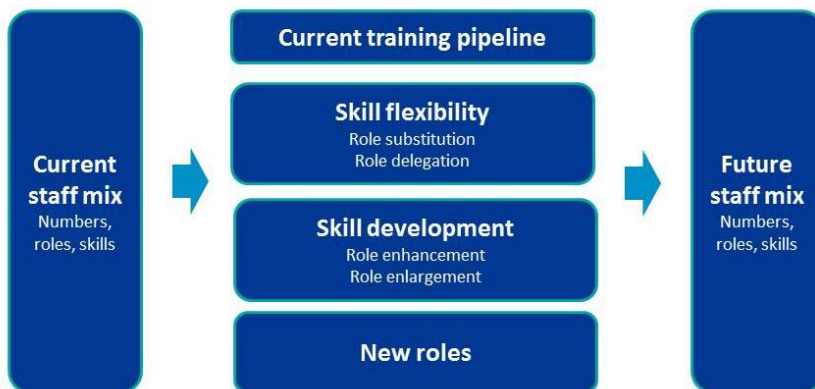 Current
staff mix
Numbers,
roles, skills
Current training pipeline
Skill flexibility
Role substitution
Role delegation
Skill development
Role enhancement
Role enlargement
New roles
Future
staff mix
Numbers,
roles, skills